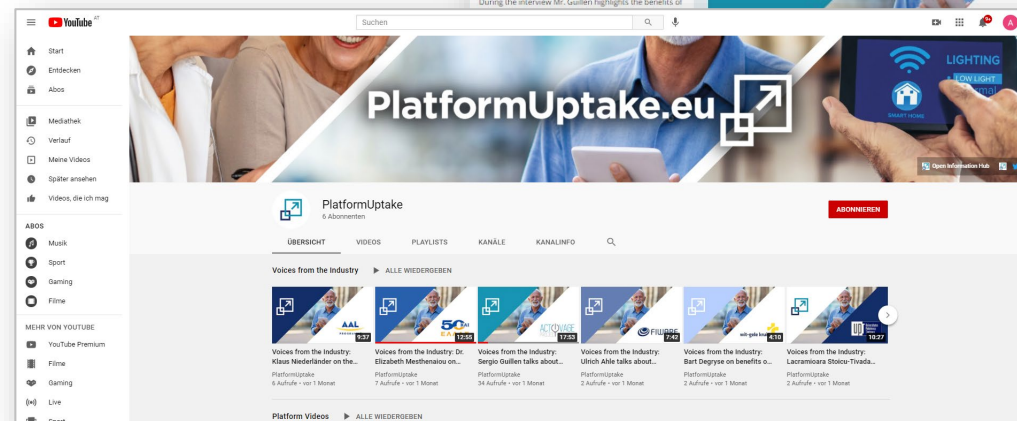 During the interview Mr. Guillen highlights the benefits of
YouTube AT
Suchen
9+
A
Start
Entdecken
Abos
Mediathek
Verlauf
Meine Videos
Später ansehen
Videos, die ich mag
ABOS
Musik
Sport
Gaming
Filme
MEHR VON YOUTUBE
YouTube Premium
Filme
Gaming
Live
PlatformUptake.eu
LIGHTING
LOW LIGHT
SMART HOME
Open Information Hub
PlatformUptake
6 Abonnenten
ABONNIEREN
ÜBERSICHT VIDEOS PLAYLISTS KANÄLE KANALINFO
Voices from the Industry ALLE WIEDERGEBEN
AAL
9:37
12:55
17:53
FIWARE
7:42
4:10
10:27
Voices from the Industry: Klaus Niederländer on the...
PlatformUptake
6 Aufrufe • vor 1 Monat
Voices from the Industry: Dr. Elizabeth Mesthenaiou on...
PlatformUptake
7 Aufrufe • vor 1 Monat
Voices from the Industry: Sergio Guillen talks about...
PlatformUptake
34 Aufrufe • vor 1 Monat
Voices from the Industry: Ulrich Ahle talks about...
PlatformUptake
2 Aufrufe • vor 1 Monat
Voices from the Industry: Bart Degryse on benefits o...
PlatformUptake
2 Aufrufe • vor 1 Monat
Voices from the Industry: Lacramioara Stoicu-Tivada...
PlatformUptake
2 Aufrufe • vor 1 Monat
Platform Videos ALLE WIEDERGEBEN